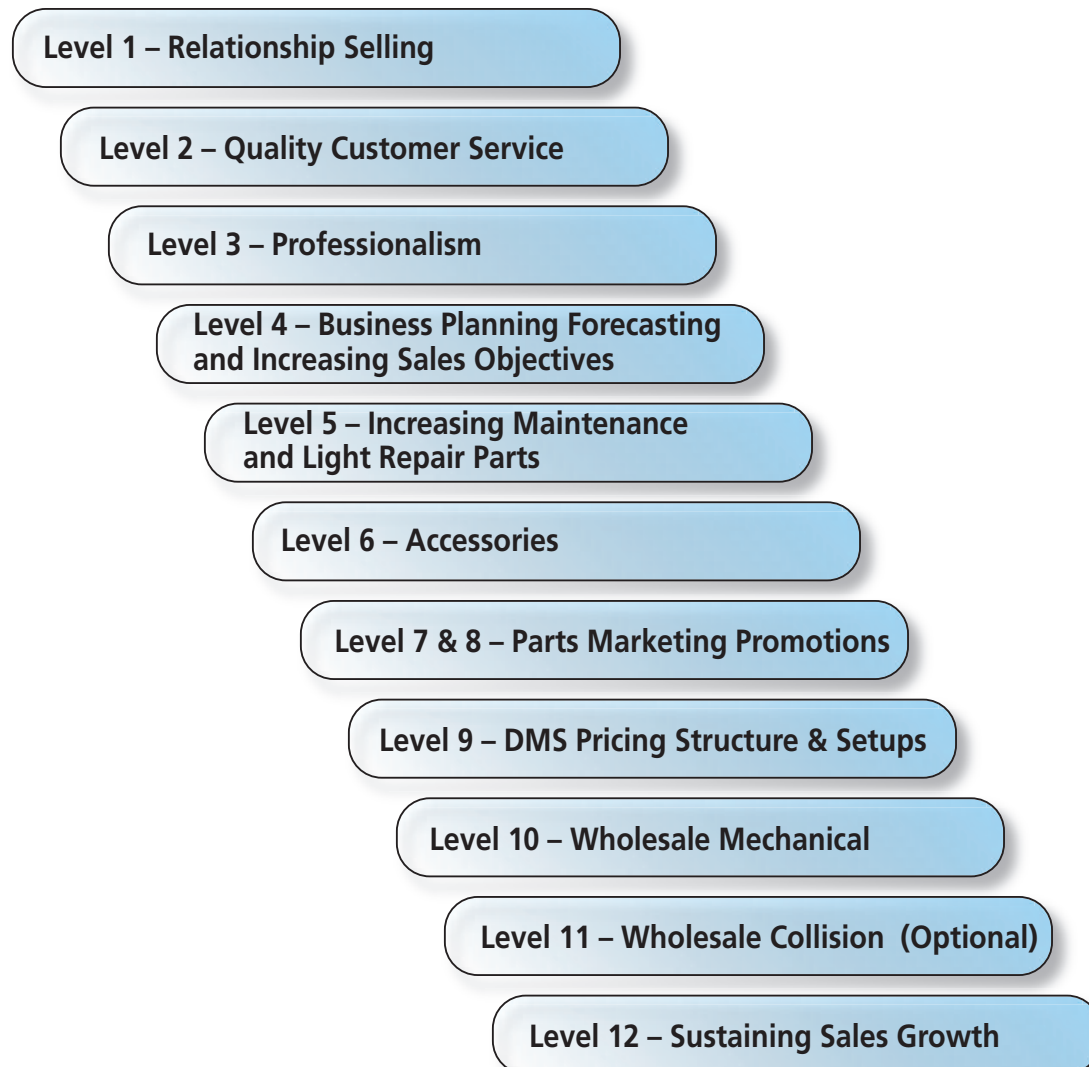 Level 1 – Relationship Selling
Level 2 – Quality Customer Service
Level 3 – Professionalism
Level 4 – Business Planning Forecasting
and Increasing Sales Objectives
Level 5 – Increasing Maintenance
and Light Repair Parts
Level 6 – Accessories
Level 7 & 8 – Parts Marketing Promotions
Level 9 – DMS Pricing Structure & Setups
Level 10 – Wholesale Mechanical
Level 11 – Wholesale Collision  (Optional)
Level 12 – Sustaining Sales Growth